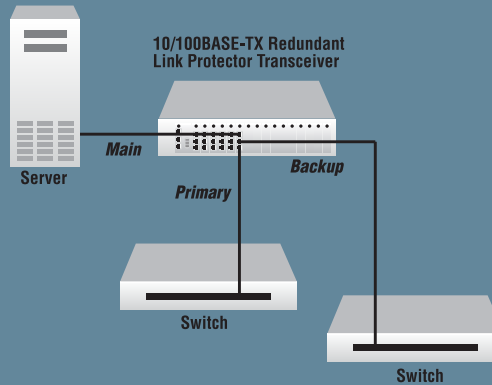 10/100BASE-TX Redundant
Link Protector Transceiver
Main
Backup
Server
Primary
Switch
Switch